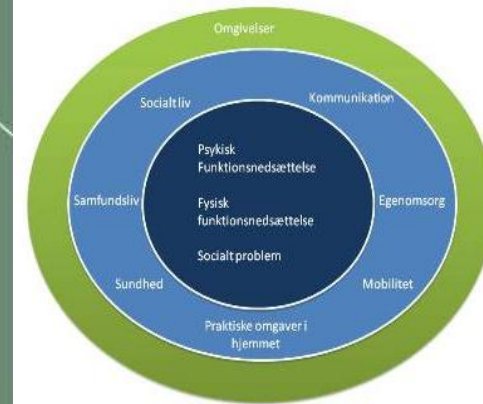 Omgivelser
Socialt liv
Kommunikation
Psykisk
Funktionsnedsættelse
Samfundsliv
Fysisk
funktionsnedsættelse
Egenomsorg
Socialt problem
Sundhed
Mobilitet
Praktiske omgaver i
hjemmet